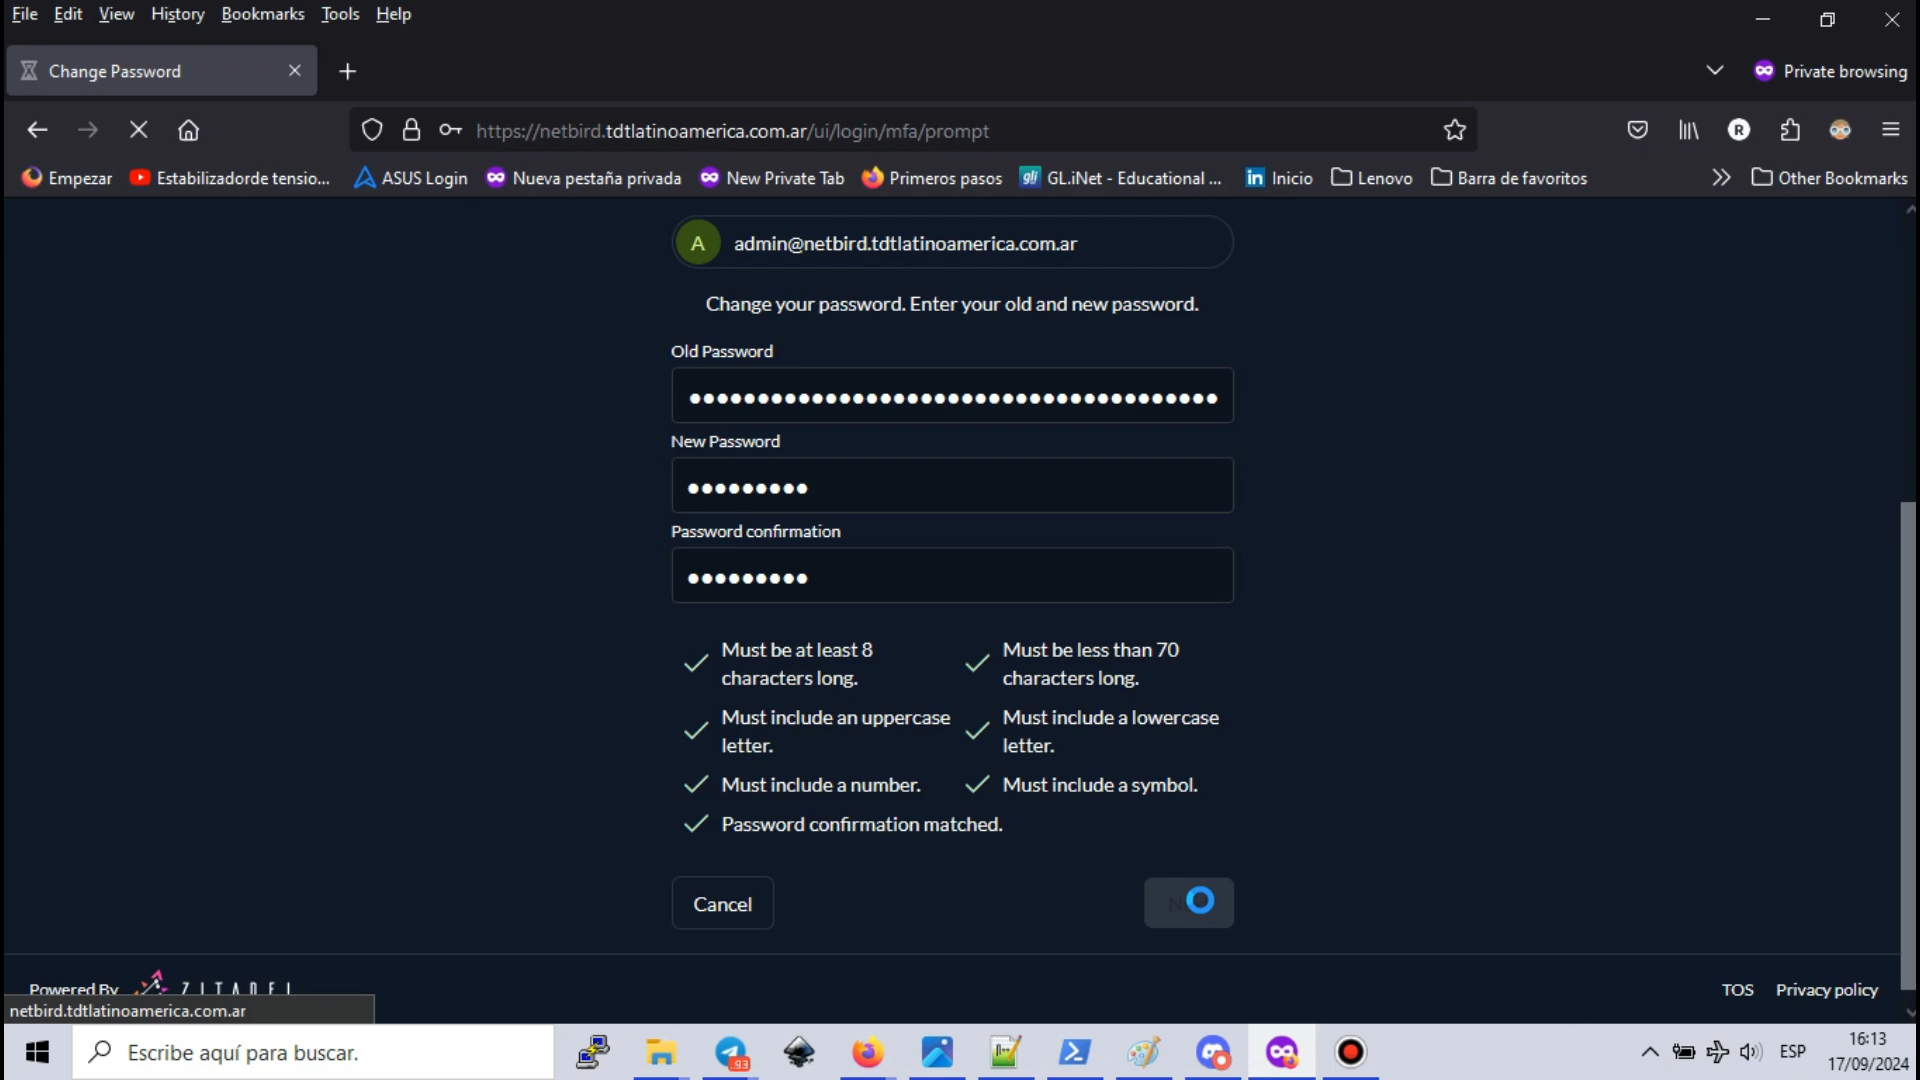 File Edit View History Bookmarks Tools Help
Change Password
Private browsing
https://netbird.tdtlatinoamerica.com.ar/ui/login/mfa/prompt
R
Empezar Estabilizadorde tensio... ASUS Login Nueva pestaña privada New Private Tab Primeros pasos GL.iNet - Educational ... Inicio Lenovo Barra de favoritos Other Bookmarks
A admin@netbird.tdtlatinoamerica.com.ar
Change your password. Enter your old and new password.
Old Password
New Password
Password confirmation
Must be at least 8
characters long.
Must be less than 70
characters long.
Must include an uppercase
letter.
Must include a lowercase
letter.
Must include a number.
Must include a symbol.
Password confirmation matched.
Cancel
Powered By ZITADEL
TOS Privacy policy
netbird.tdtlatinoamerica.com.ar
Escribe aquí para buscar.
93
ESP
16:13
17/09/2024